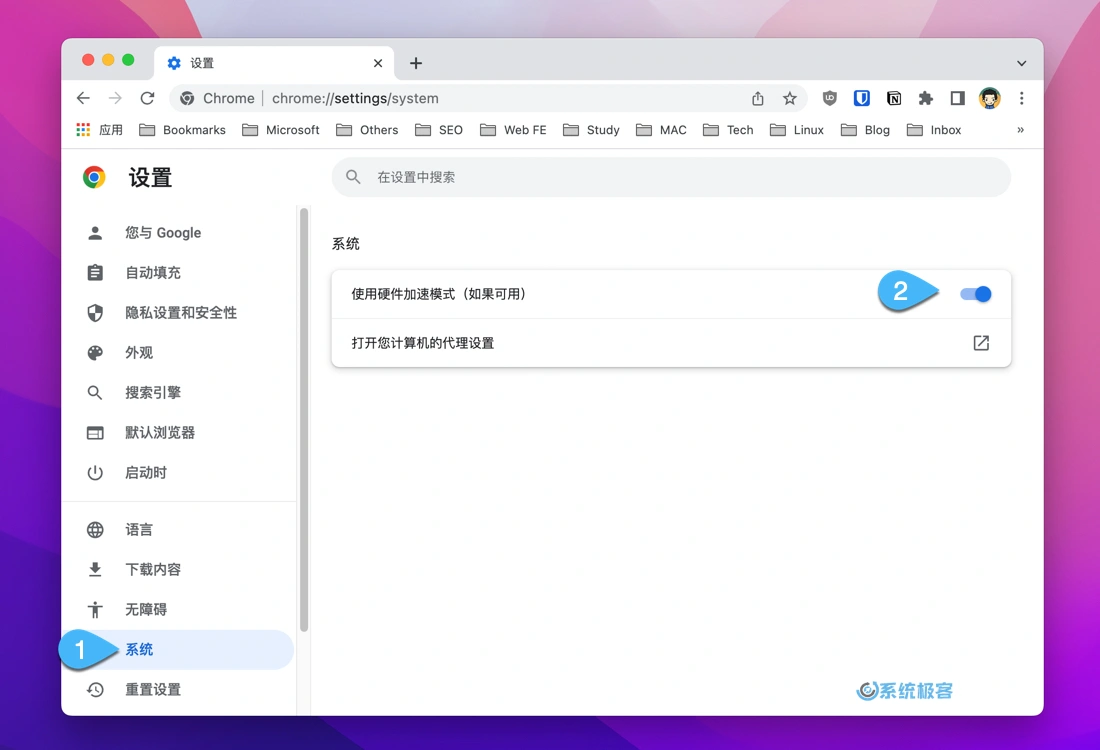 设置
Chrome | chrome://settings/system
应用 Bookmarks Microsoft Others SEO Web FE Study MAC Tech Linux Blog Inbox »
设置
在设置中搜索
您与 Google
自动填充
隐私设置和安全性
外观
搜索引擎
默认浏览器
启动时
语言
下载内容
无障碍
1 系统
重置设置
系统
使用硬件加速模式（如果可用） 2
打开您计算机的代理设置
系统极客